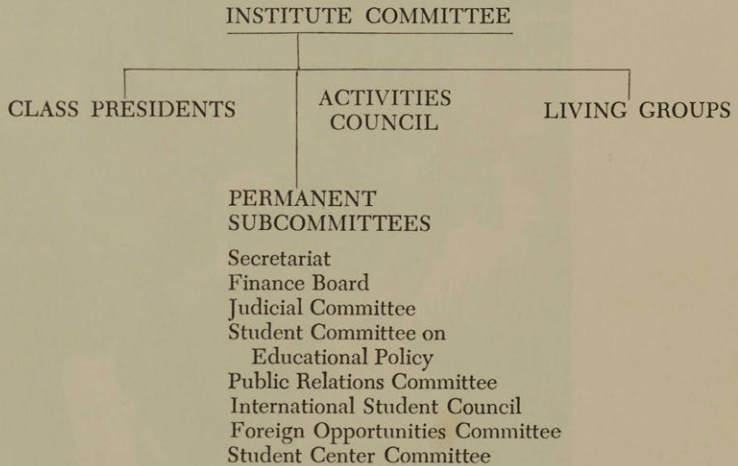 INSTITUTE COMMITTEE
CLASS PRESIDENTS
ACTIVITIES
COUNCIL
LIVING GROUPS
PERMANENT
SUBCOMMITTEES
Secretariat
Finance Board
Judicial Committee
Student Committee on
Educational Policy
Public Relations Committee
International Student Council
Foreign Opportunities Committee
Student Center Committee